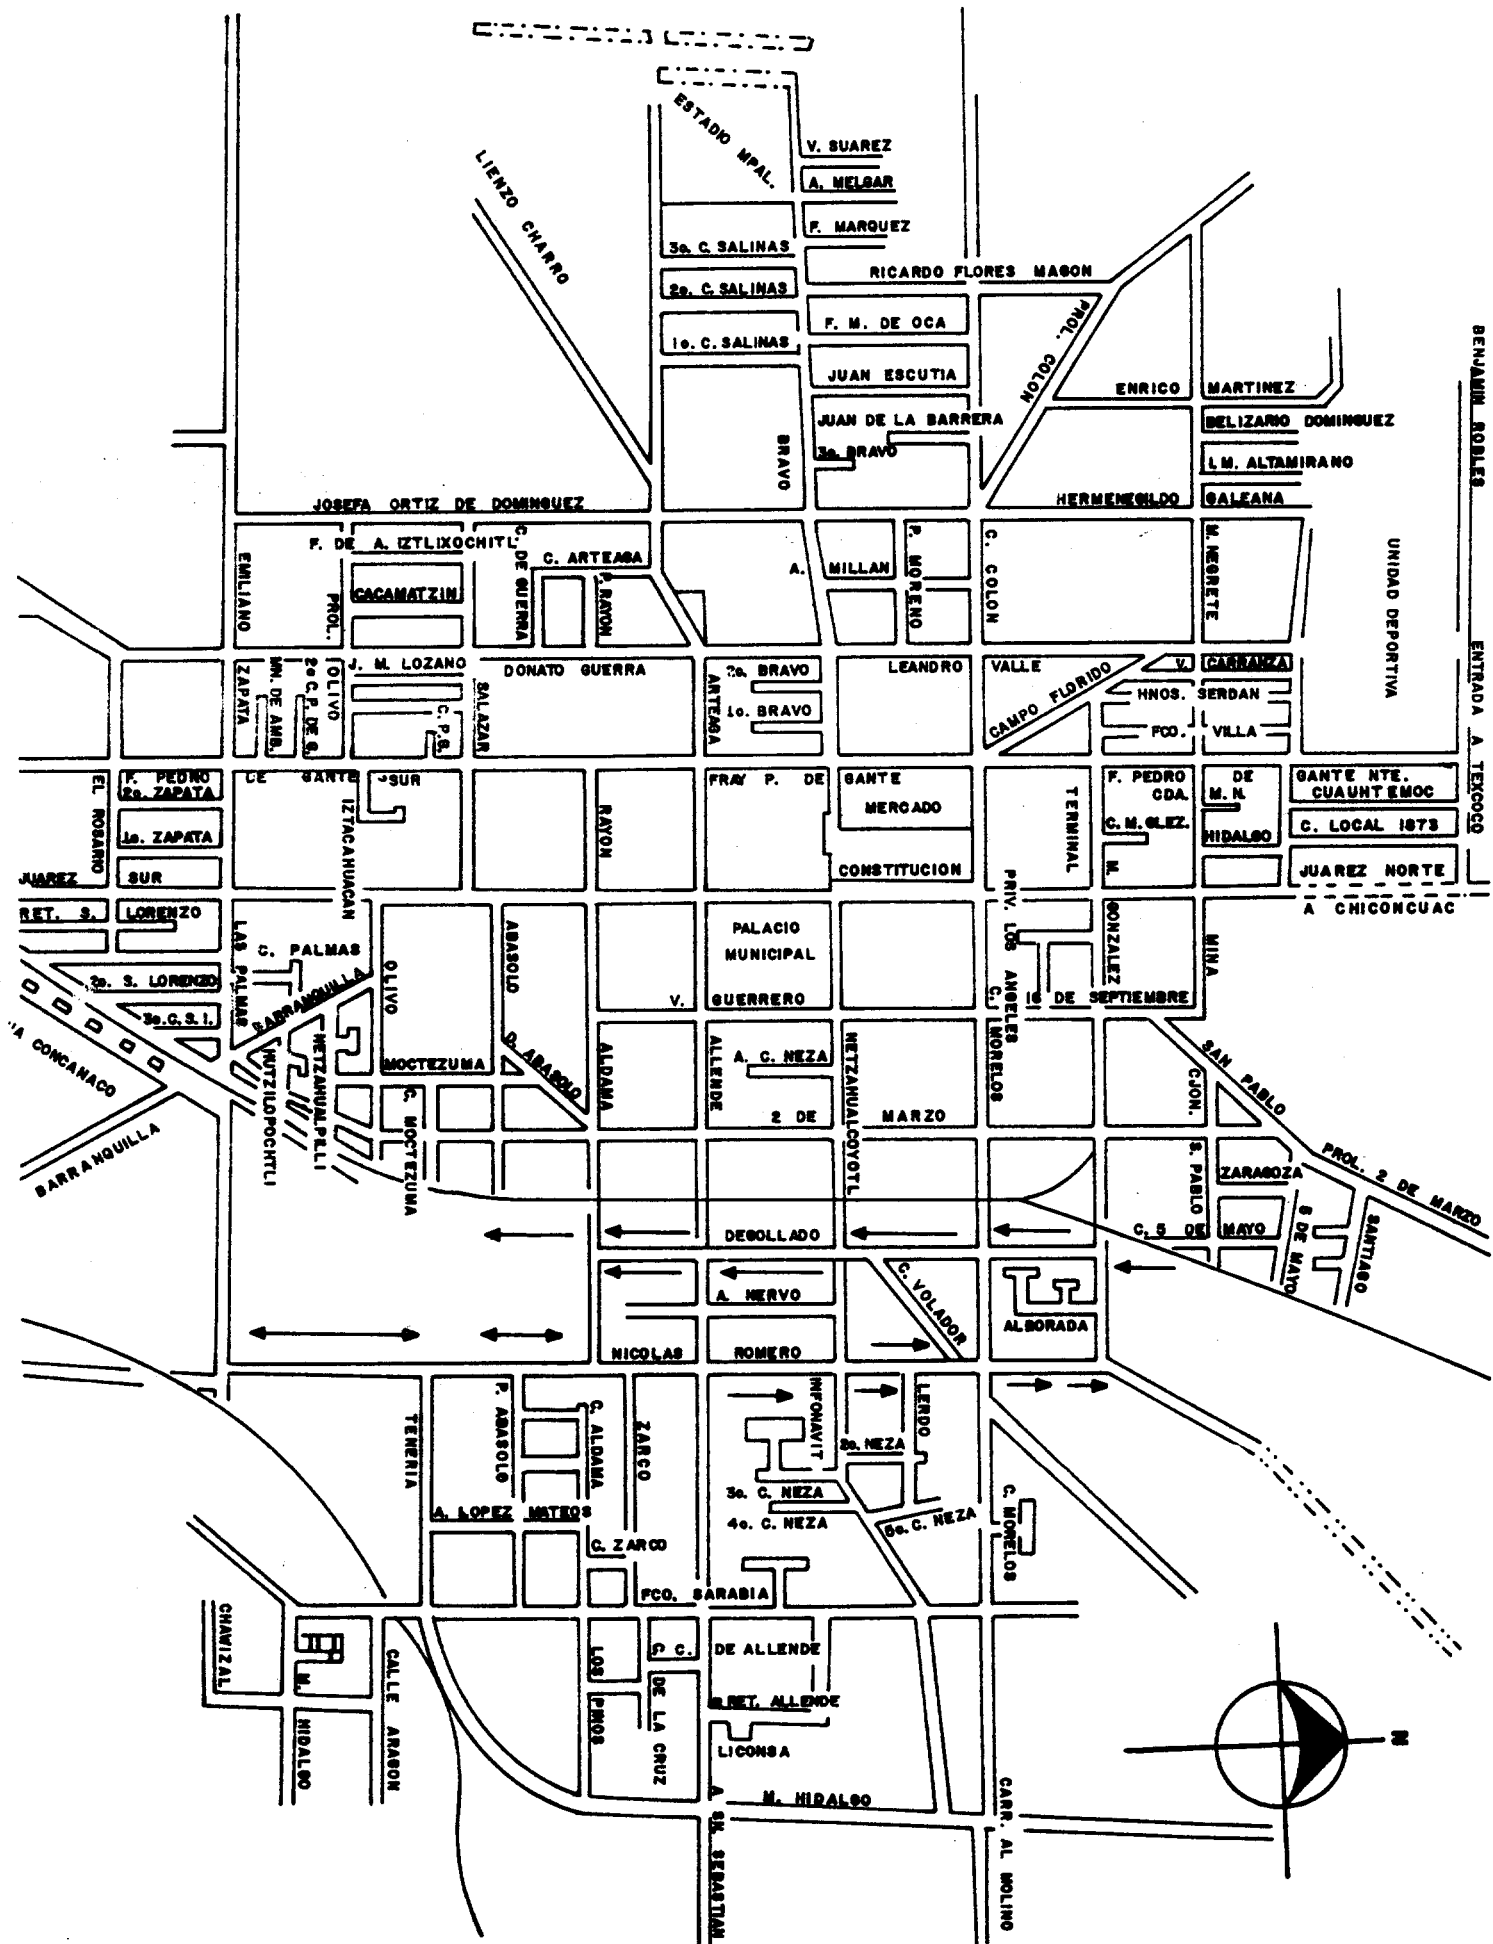 ESTADIO MPAL.
V. SUAREZ
A. MELGAR
F. MARQUEZ
LIENZO CHARRO
3a. C. SALINAS
2a. C. SALINAS
1a. C. SALINAS
RICARDO FLORES MAGON
F. M. DE OCA
PROL. COLON
JUAN ESCUTIA
ENRICO MARTINEZ
JUAN DE LA BARRERA
BELIZARIO DOMINGUEZ
3a. BRAVO
BRAVO
I. M. ALTAMIRANO
BENJAMIN ROBLES
HERMENEGILDO GALEANA
JOSEFA ORTIZ DE DOMINGUEZ
F. DE A. IZTLIXOCHITL
C. DE GUERRA
C. ARTEAGA
A. MILLAN
P. MORENO
C. COLON
M. NEGRETE
UNIDAD DEPORTIVA
EMILIANO ZAPATA
PROL. OLIVO
CACAMATZIN
P. RAYON
J. M. LOZANO
DONATO GUERRA
2a. BRAVO
LEANDRO VALLE
V. CARRANZA
CAMPO FLORIDO
HNOS. SERDAN
1a. BRAVO
ARTEAGA
FCO. VILLA
ENTRADA A TEXCOCO
2a C. P. DE G.
C. P. G.
SALAZAR
F. PEDRO DE GANTE SUR
2a. ZAPATA
FRAY P. DE GANTE
F. PEDRO DE GANTE NTE.
CDA. M. N.
CUAUHTEMOC
MERCADO
TERMINAL
C. M. GLEZ.
HIDALGO
C. LOCAL 1873
EL ROSARIO
1a. ZAPATA
IZTACAHUACAN
RAYON
CONSTITUCION
JUAREZ SUR
JUAREZ NORTE
A CHICONCUAC
RET. S. LORENZO
LAS PALMAS
C. PALMAS
ABASOLO
PALACIO
MUNICIPAL
PRIV. LOS ANGELES
M. GONZALEZ
MINA
2a. S. LORENZO
BARRANQUILLA
OLIVO
3a. C. S. I.
V. GUERRERO
16 DE SEPTIEMBRE
CONCANACO
HUTZILOPOCHTLI
NETZAHUALPILLI
MOCTEZUMA
D. ABASOLO
ALDAMA
ALLENDE
A. C. NEZA
NETZAHUALCOYOTL
C. MORELOS
CJON. S. PABLO
SAN PABLO
2 DE MARZO
C. MOCTEZUMA
BARRANQUILLA
ZARAGOZA
PROL. 2 DE MARZO
DEGOLLADO
C. 5 DE MAYO
5 DE MAYO
SANTIAGO
C. VOLADOR
A. NERVO
ALBORADA
NICOLAS ROMERO
TENERIA
P. ABASOLO
C. ALDAMA
ZARCO
INFONAVIT
LERDO
2a. NEZA
3a. C. NEZA
4a. C. NEZA
5a. C. NEZA
C. MORELOS
A. LOPEZ MATEOS
C. ZARCO
FCO. SARABIA
CHAWIZAL
M. HIDALGO
CALLE ARAGON
LOS PINOS
C. DE LA CRUZ
C. DE ALLENDE
RET. ALLENDE
LICONSA
M. HIDALGO
A SN. SEBASTIAN
CARR. AL MOLINO
N